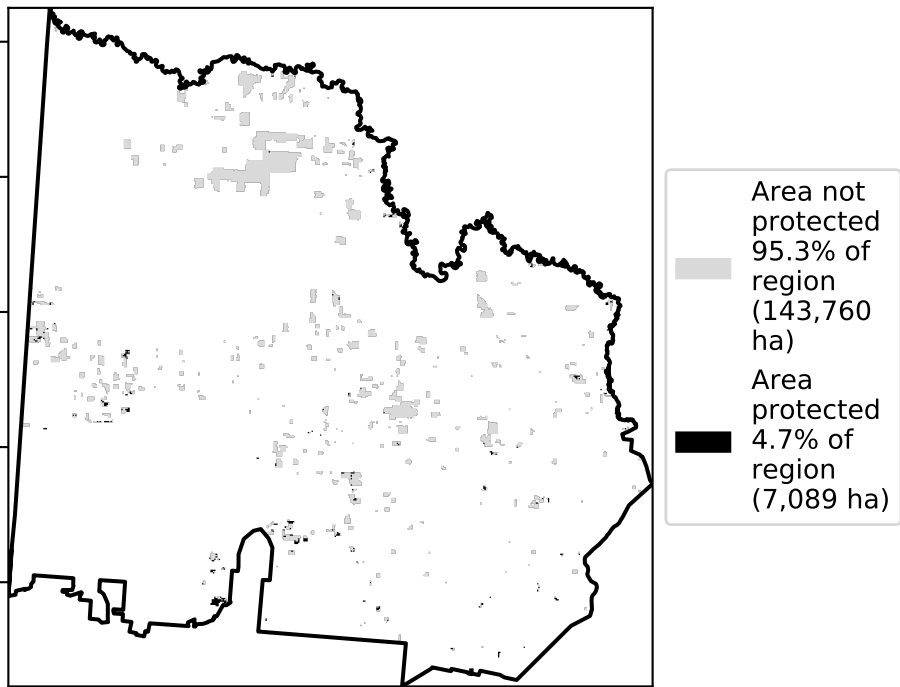 Area not
protected
95.3% of
region
(143,760
ha)
Area
protected
4.7% of
region
(7,089 ha)